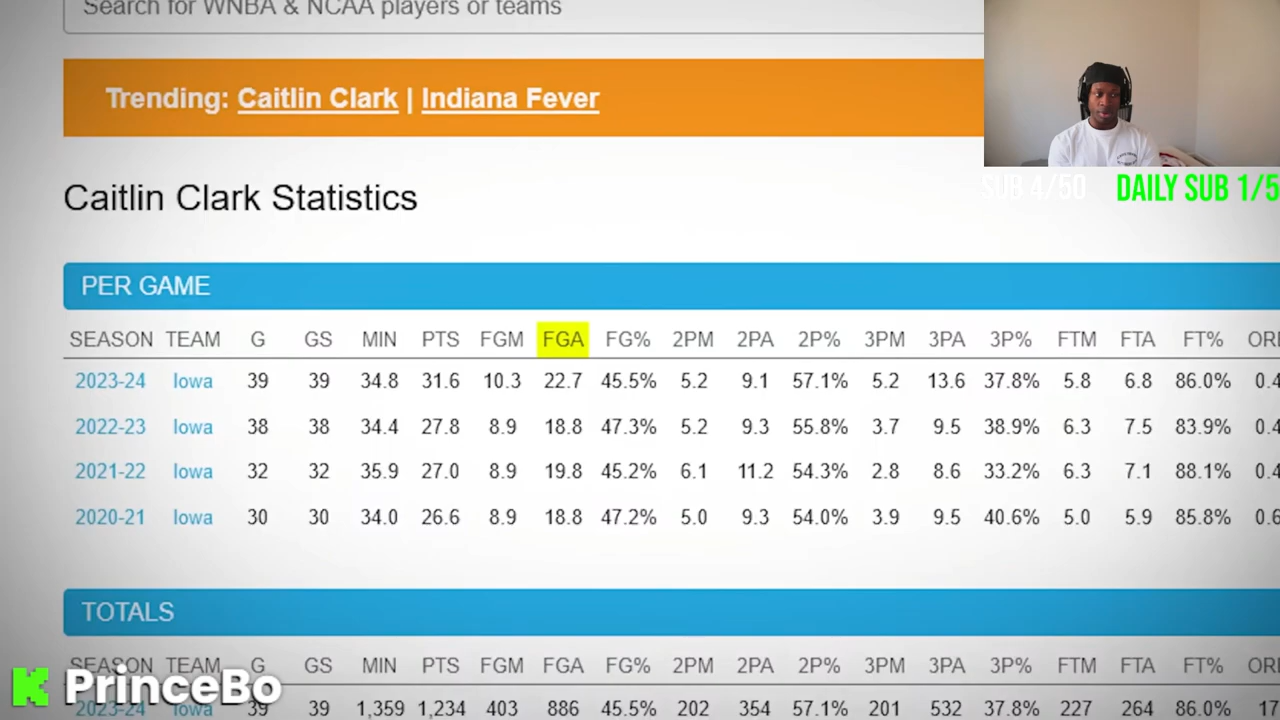 Search for WNBA & NCAA players or teams
Trending: Caitlin Clark | Indiana Fever
SUB 4/50 DAILY SUB 1/5
Caitlin Clark Statistics
PER GAME
SEASON TEAM G GS MIN PTS FGM FGA FG% 2PM 2PA 2P% 3PM 3PA 3P% FTM FTA FT% OR
2023-24 Iowa 39 39 34.8 31.6 10.3 22.7 45.5% 5.2 9.1 57.1% 5.2 13.6 37.8% 5.8 6.8 86.0% 0.4
2022-23 Iowa 38 38 34.4 27.8 8.9 18.8 47.3% 5.2 9.3 55.8% 3.7 9.5 38.9% 6.3 7.5 83.9% 0.4
2021-22 Iowa 32 32 35.9 27.0 8.9 19.8 45.2% 6.1 11.2 54.3% 2.8 8.6 33.2% 6.3 7.1 88.1% 0.4
2020-21 Iowa 30 30 34.0 26.6 8.9 18.8 47.2% 5.0 9.3 54.0% 3.9 9.5 40.6% 5.0 5.9 85.8% 0.6
TOTALS
SEASON TEAM G GS MIN PTS FGM FGA FG% 2PM 2PA 2P% 3PM 3PA 3P% FTM FTA FT% OR
K PrinceBo
2023-24 Iowa 39 39 1,359 1,234 403 886 45.5% 202 354 57.1% 201 532 37.8% 227 264 86.0% 17